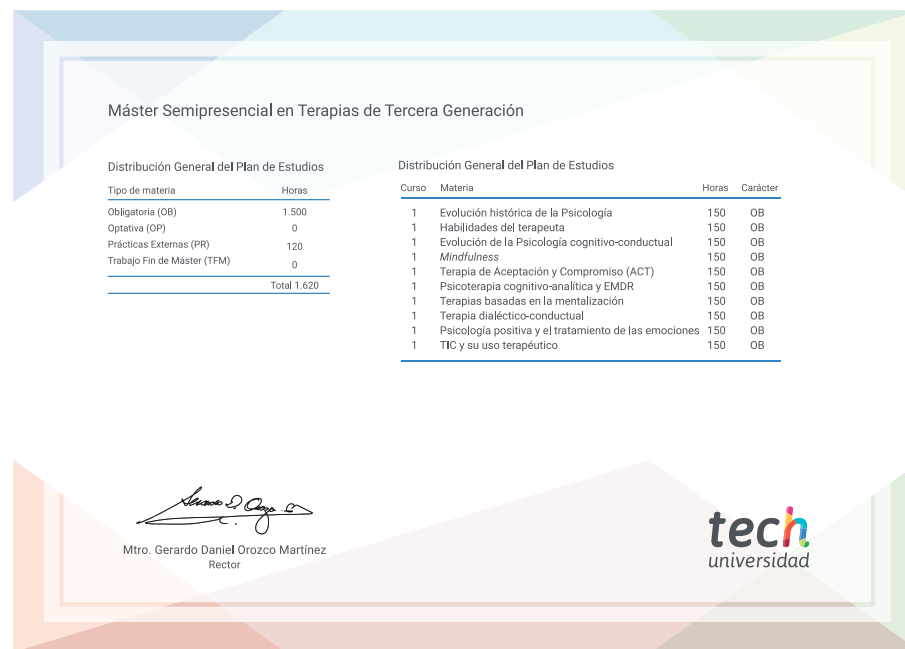 Máster Semipresencial en Terapias de Tercera Generación
Distribución General del Plan de Estudios
Tipo de materia Horas
Obligatoria (OB) 1.500
Optativa (OP) 0
Prácticas Externas (PR) 120
Trabajo Fin de Máster (TFM) 0
Total 1.620
Distribución General del Plan de Estudios
Curso Materia Horas Carácter
1 Evolución histórica de la Psicología 150 OB
1 Habilidades del terapeuta 150 OB
1 Evolución de la Psicología cognitivo-conductual 150 OB
1 Mindfulness 150 OB
1 Terapia de Aceptación y Compromiso (ACT) 150 OB
1 Psicoterapia cognitivo-analítica y EMDR 150 OB
1 Terapias basadas en la mentalización 150 OB
1 Terapia dialéctico-conductual 150 OB
1 Psicología positiva y el tratamiento de las emociones 150 OB
1 TIC y su uso terapéutico 150 OB
Mtro. Gerardo Daniel Orozco Martínez
Rector
tech
universidad